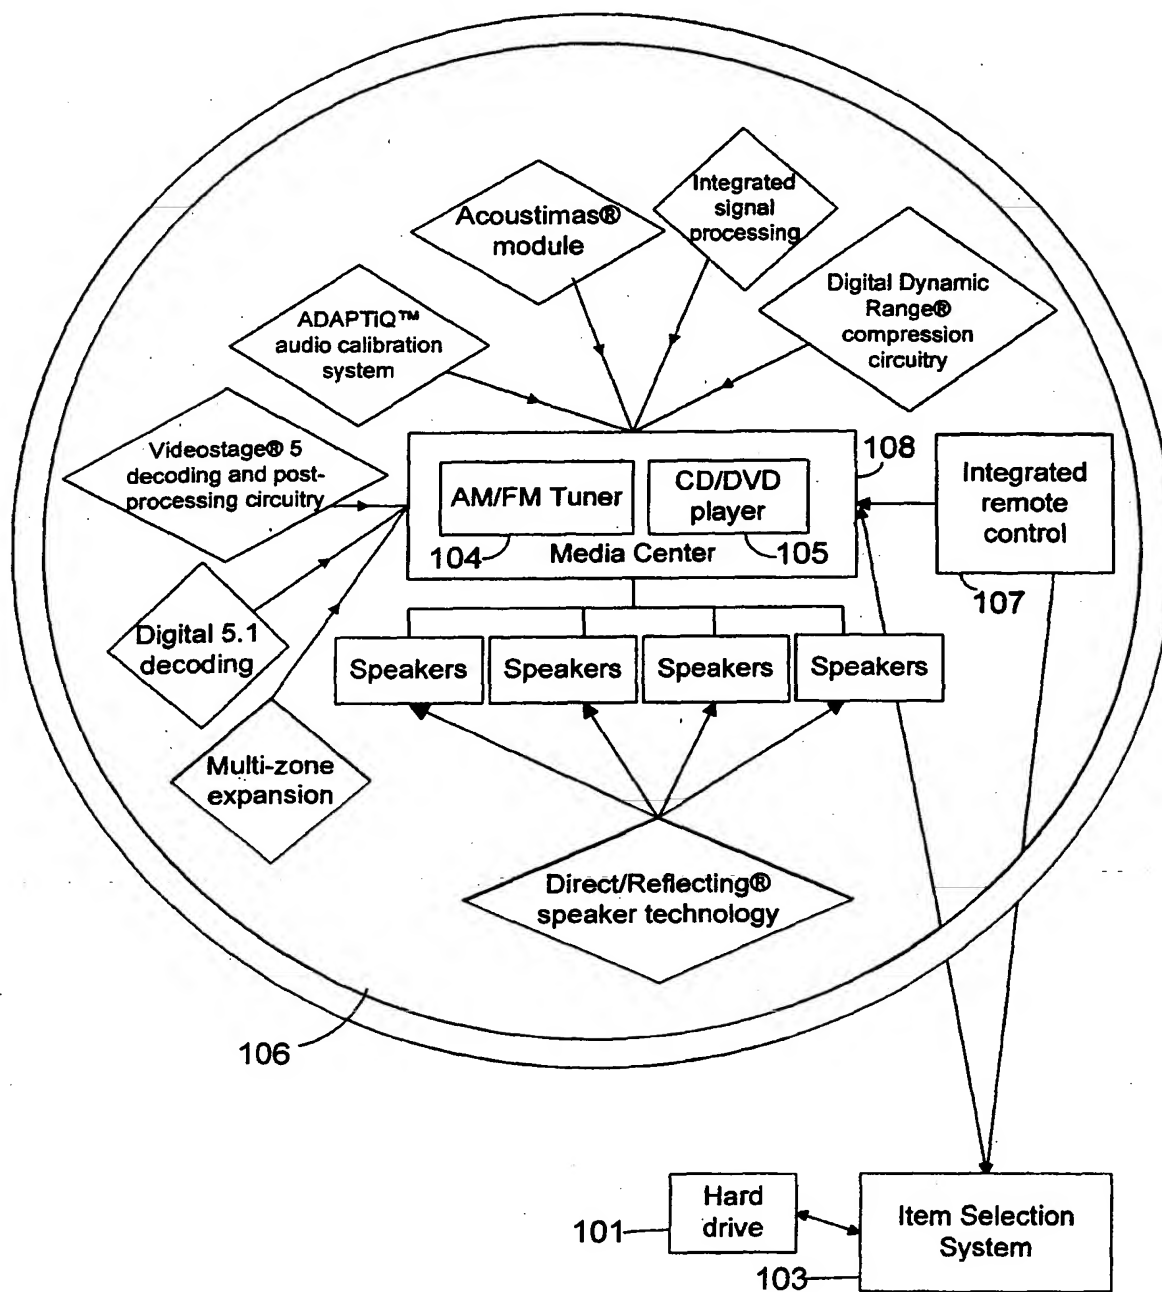 Acoustimas®
module
Integrated
signal
processing
ADAPTiQ™
audio calibration
system
Digital Dynamic
Range®
compression
circuitry
Videostage® 5
decoding and post-
processing circuitry
AM/FM Tuner
CD/DVD
player
104
Media Center
105
108
Integrated
remote
control
107
Digital 5.1
decoding
Speakers
Speakers
Speakers
Speakers
Multi-zone
expansion
Direct/Reflecting®
speaker technology
106
Hard
drive
101
Item Selection
System
103